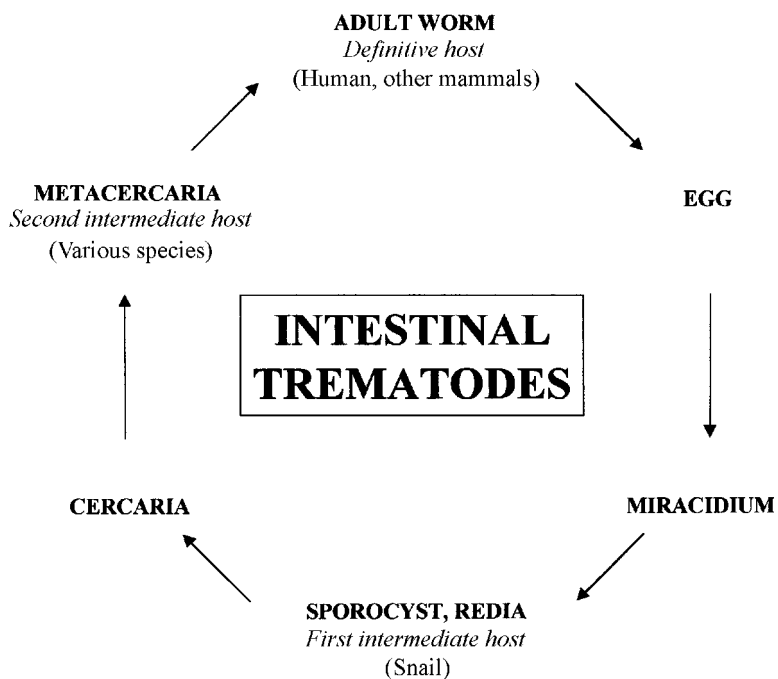 ADULT WORM
Definitive host
(Human, other mammals)
EGG
MIRACIDIUM
SPOROCYST, REDIA
First intermediate host
(Snail)
CERCARIA
METACERCARIA
Second intermediate host
(Various species)
INTESTINAL
TREMATODES